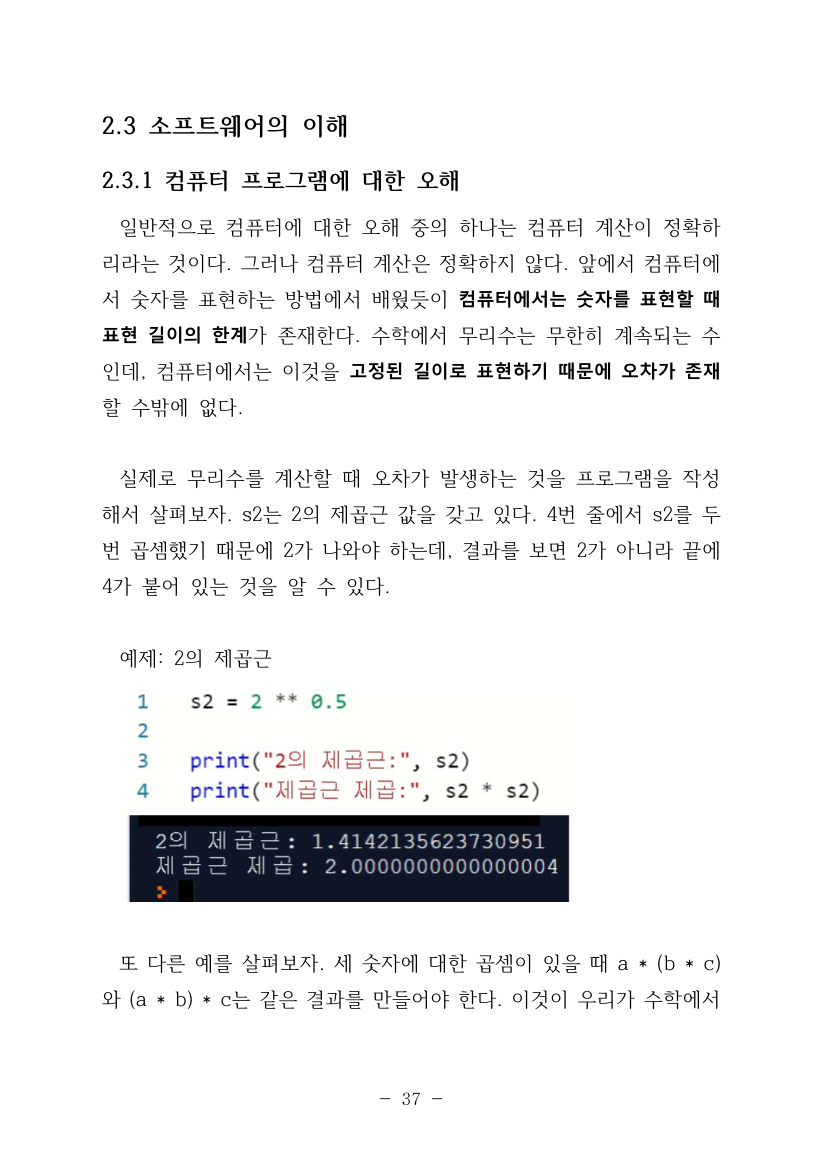 2.3 소프트웨어의 이해
2.3.1 컴퓨터 프로그램에 대한 오해
일반적으로 컴퓨터에 대한 오해 중의 하나는 컴퓨터 계산이 정확하
리라는 것이다. 그러나 컴퓨터 계산은 정확하지 않다. 앞에서 컴퓨터에
서 숫자를 표현하는 방법에서 배웠듯이 컴퓨터에서는 숫자를 표현할 때
표현 길이의 한계가 존재한다. 수학에서 무리수는 무한히 계속되는 수
인데, 컴퓨터에서는 이것을 고정된 길이로 표현하기 때문에 오차가 존재
할 수밖에 없다.
실제로 무리수를 계산할 때 오차가 발생하는 것을 프로그램을 작성
해서 살펴보자. s2는 2의 제곱근 값을 갖고 있다. 4번 줄에서 s2를 두
번 곱셈했기 때문에 2가 나와야 하는데, 결과를 보면 2가 아니라 끝에
4가 붙어 있는 것을 알 수 있다.
예제: 2의 제곱근
1 s2 = 2 ** 0.5
2
3 print("2의 제곱근:", s2)
4 print("제곱근 제곱:", s2 * s2)
2의 제곱근: 1.4142135623730951
제곱근 제곱: 2.0000000000000004
>
또 다른 예를 살펴보자. 세 숫자에 대한 곱셈이 있을 때 a * (b * c)
와 (a * b) * c는 같은 결과를 만들어야 한다. 이것이 우리가 수학에서
- 37 -